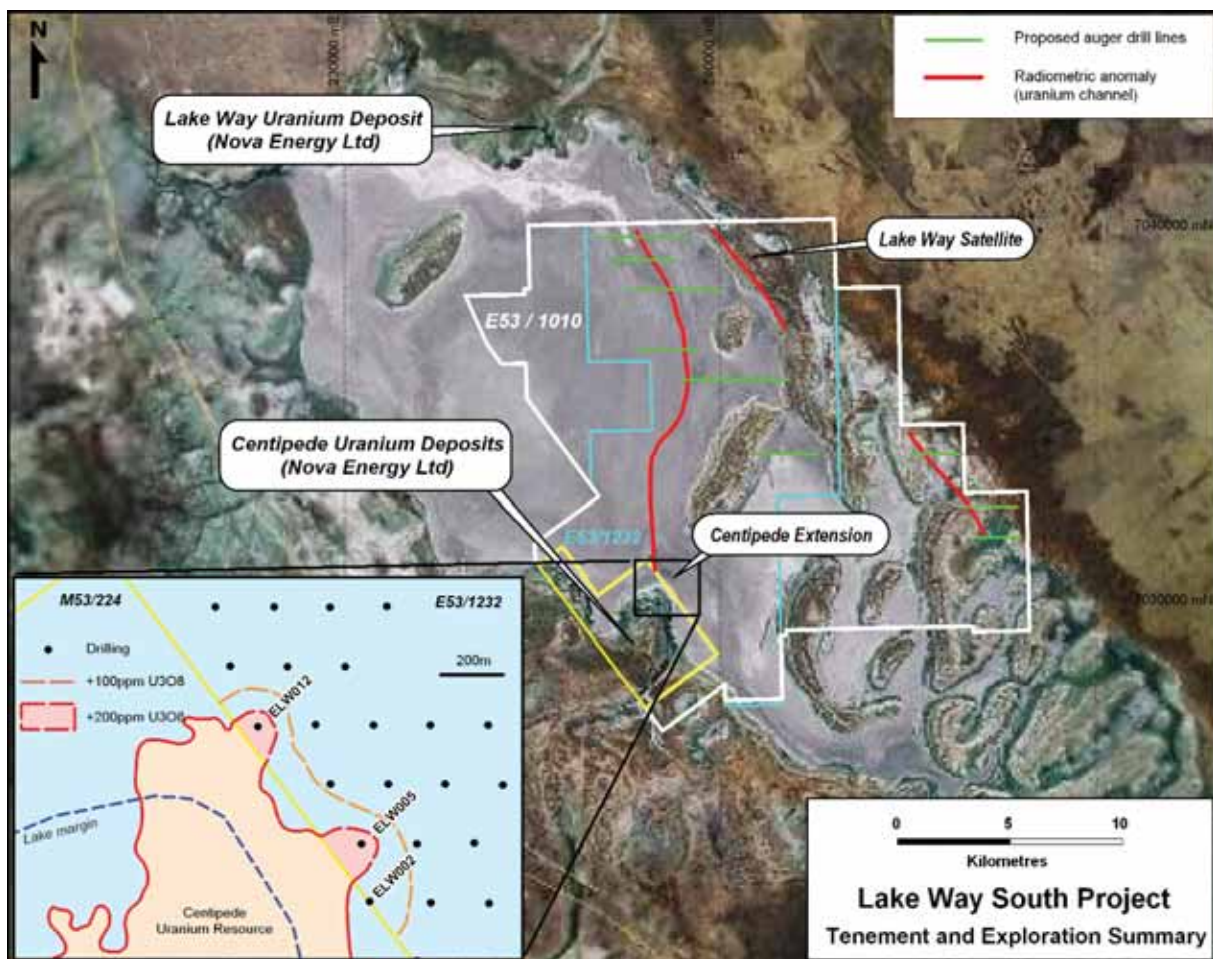 N
220000 mE
Proposed auger drill lines
Radiometric anomaly
(uranium channel)
Lake Way Uranium Deposit
(Nova Energy Ltd)
7040000 mN
Lake Way Satellite
E53 / 1010
Centipede Uranium Deposits
(Nova Energy Ltd)
E53/1232
Centipede Extension
7030000 mN
M53/224
E53/1232
Drilling
200m
+100ppm U3O8
+200ppm U3O8
ELW012
ELW005
ELW002
Lake margin
Centipede
Uranium Resource
0 5 10
Kilometres
Lake Way South Project
Tenement and Exploration Summary